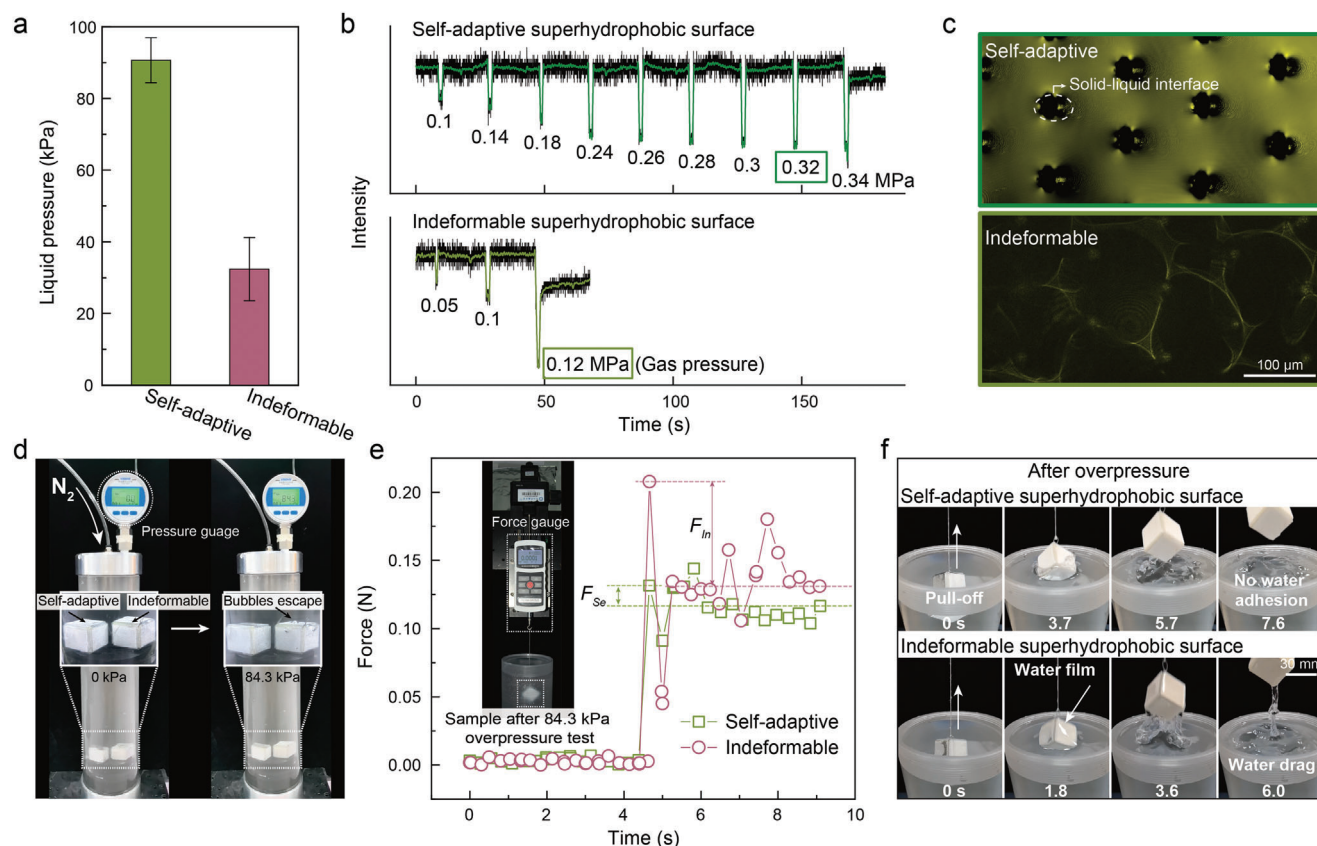 a
Liquid pressure (kPa)
100
80
60
40
20
0
Self-adaptive
Indeformable
b
Self-adaptive superhydrophobic surface
0.1
0.14
0.18
0.24
0.26
0.28
0.3
0.32
0.34 MPa
Intensity
Indeformable superhydrophobic surface
0.05
0.1
0.12 MPa (Gas pressure)
0
50
100
150
Time (s)
c
Self-adaptive
Solid-liquid interface
Indeformable
100 μm
d
N2
Pressure guage
Self-adaptive
Indeformable
Bubbles escape
0 kPa
84.3 kPa
e
Force (N)
0.20
0.15
0.10
0.05
0.00
Force gauge
Sample after 84.3 kPa
overpressure test
FIn
FSe
Self-adaptive
Indeformable
0
2
4
6
8
10
Time (s)
f
After overpressure
Self-adaptive superhydrophobic surface
Pull-off
No water
adhesion
0 s
3.7
5.7
7.6
Indeformable superhydrophobic surface
Water film
30 mm
Water drag
0 s
1.8
3.6
6.0